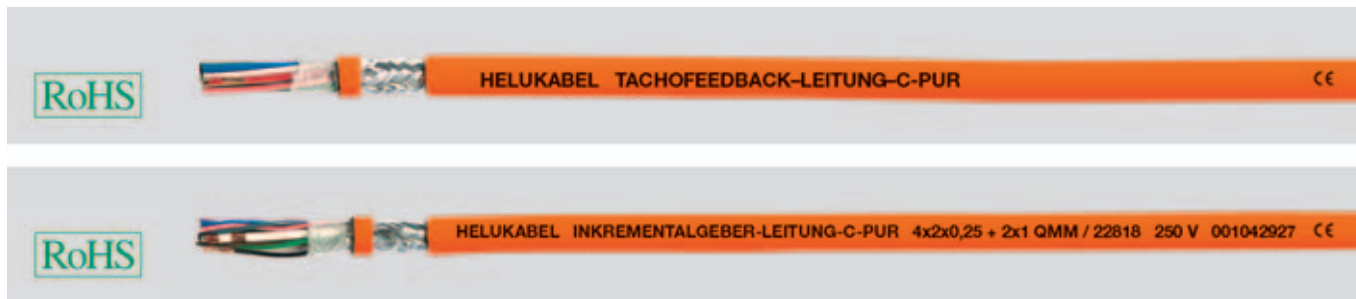 RoHS
HELUKABEL TACHOFEEDBACK–LEITUNG–C-PUR CE
RoHS
HELUKABEL INKREMENTALGEBER-LEITUNG-C-PUR 4x2x0,25 + 2x1 QMM / 22818 250 V 001042927 CE